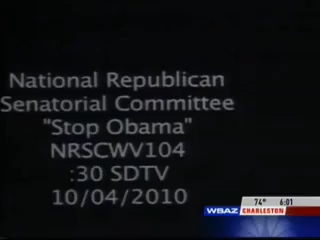 National Republican
Senatorial Committee
"Stop Obama"
NRSCWV104
:30 SDTV
10/04/2010
74° 6:01
WBAZ CHARLESTON